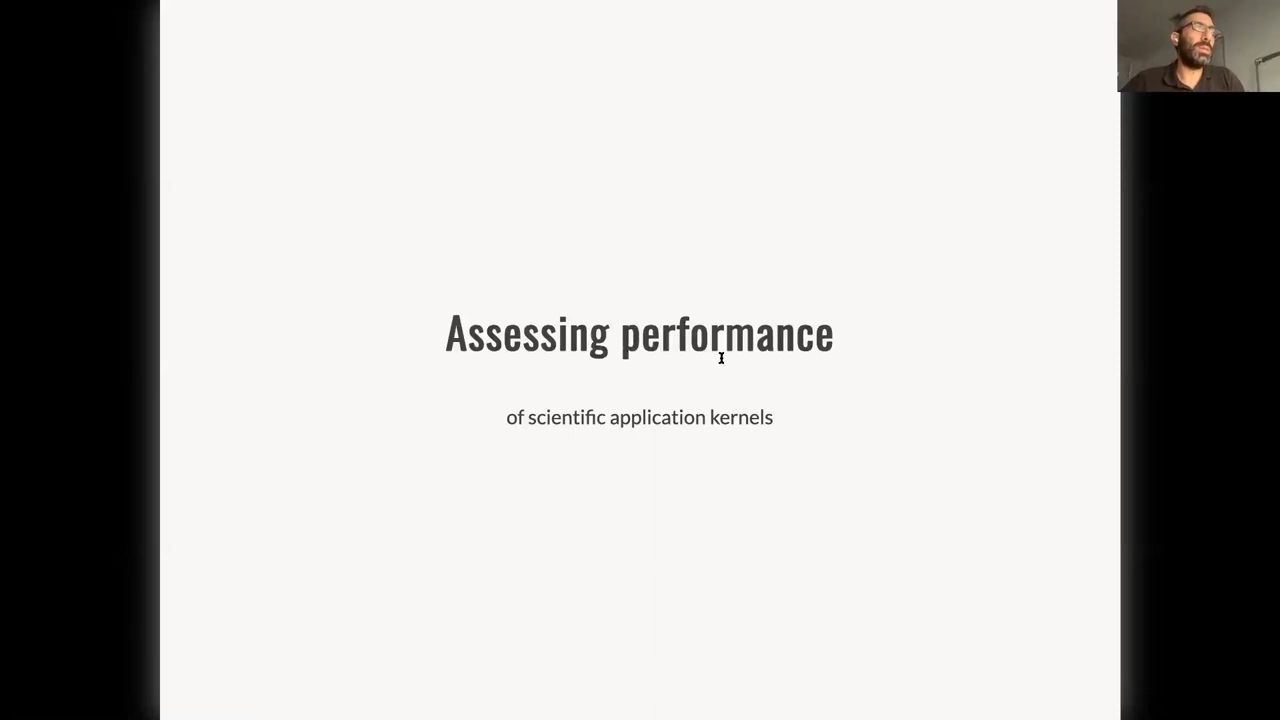 Assessing performance
of scientific application kernels